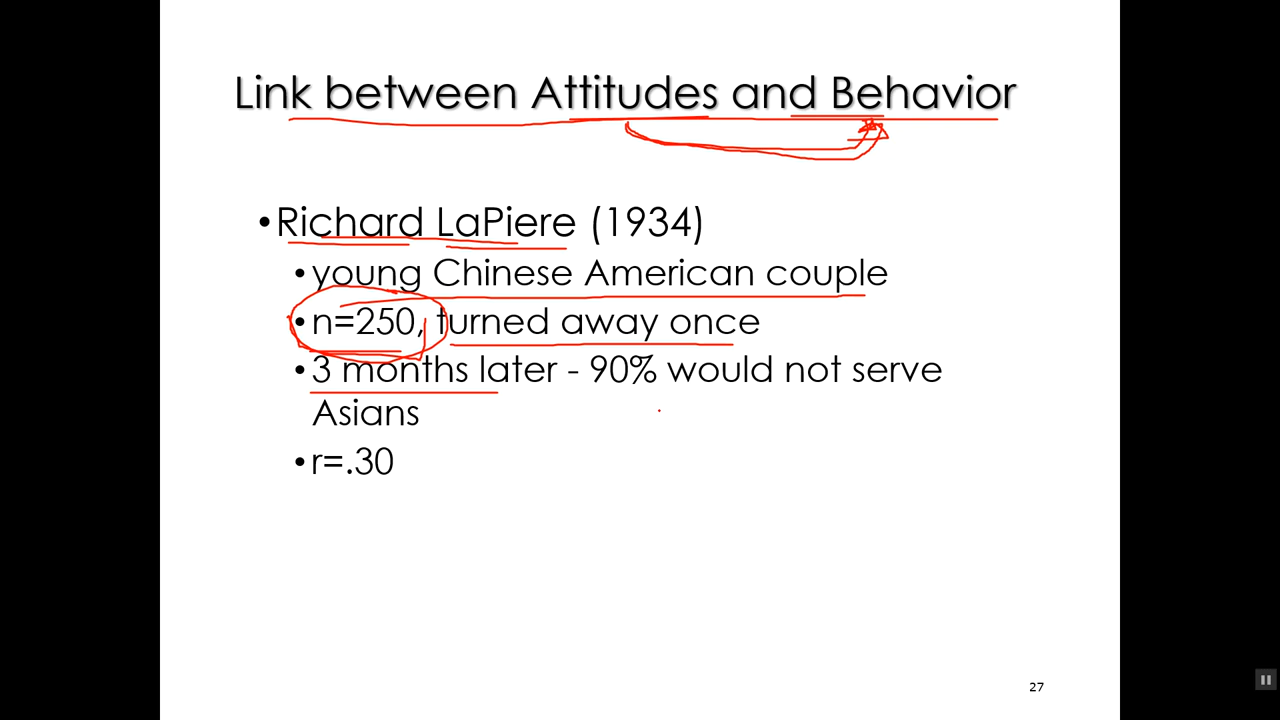 Link between Attitudes and Behavior
•Richard LaPiere (1934)
•young Chinese American couple
•n=250, turned away once
•3 months later - 90% would not serve
Asians
•r=.30
27